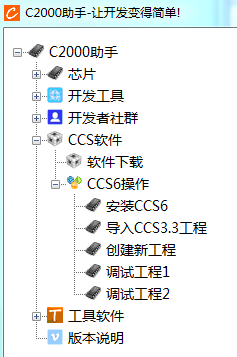 C2000助手-让开发变得简单!
C2000助手
芯片
开发工具
开发者社群
CCS软件
软件下载
CCS6操作
安装CCS6
导入CCS3.3工程
创建新工程
调试工程1
调试工程2
工具软件
版本说明